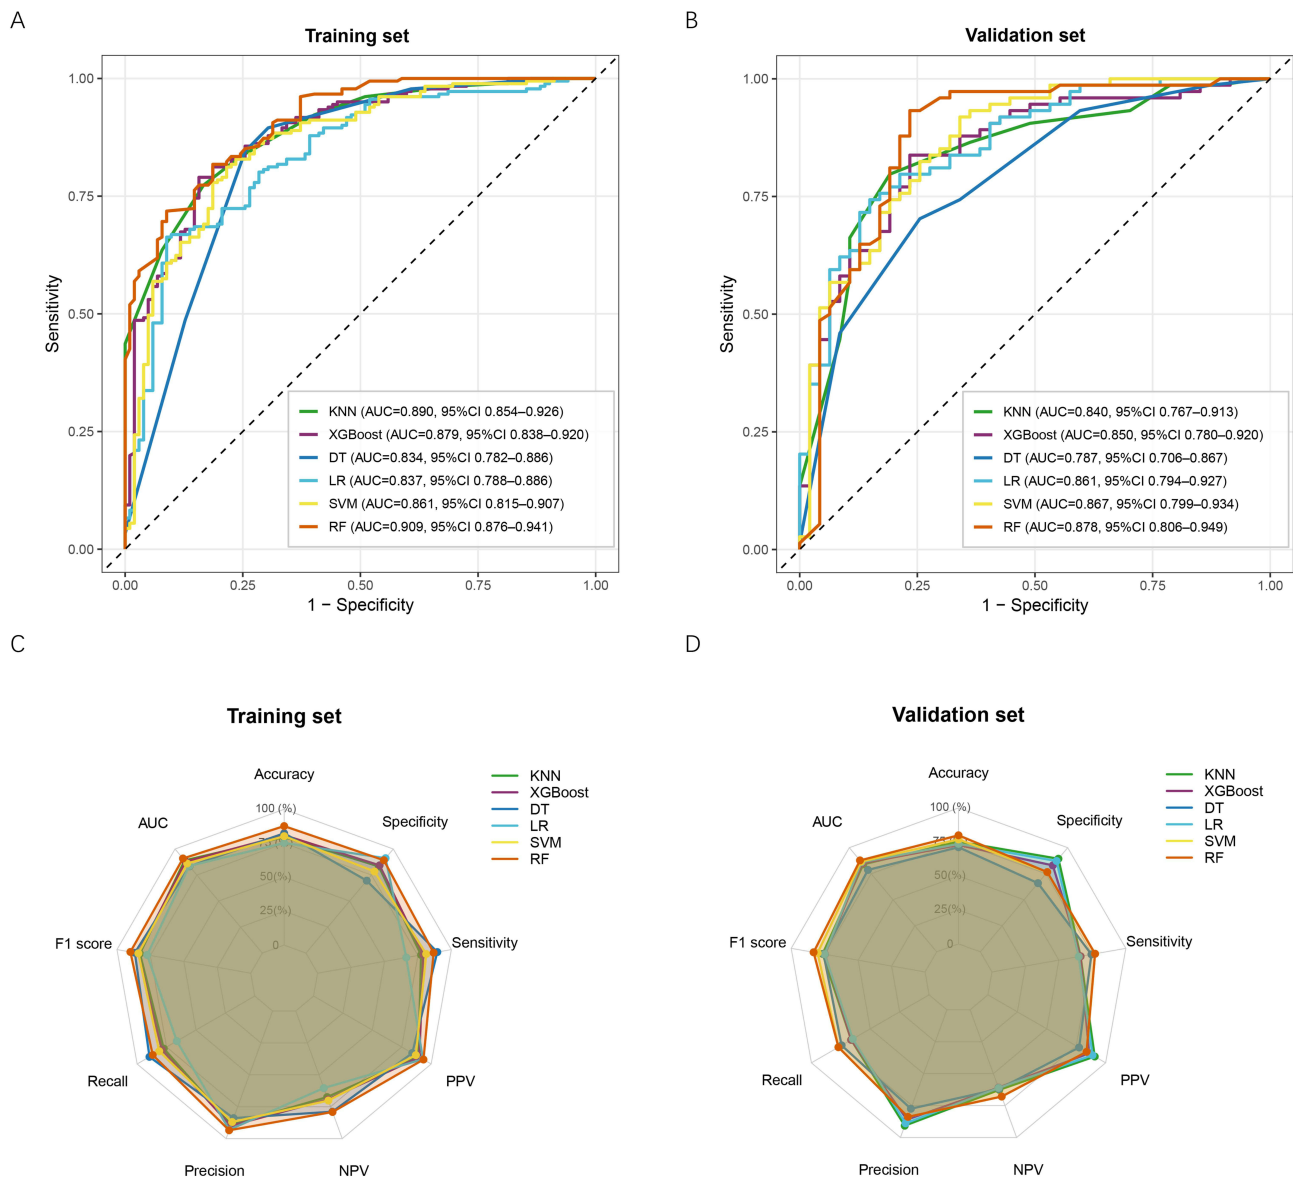 A
Training set
Sensitivity
1.00
0.75
0.50
0.25
0.00
KNN (AUC=0.890, 95%CI 0.854–0.926)
XGBoost (AUC=0.879, 95%CI 0.838–0.920)
DT (AUC=0.834, 95%CI 0.782–0.886)
LR (AUC=0.837, 95%CI 0.788–0.886)
SVM (AUC=0.861, 95%CI 0.815–0.907)
RF (AUC=0.909, 95%CI 0.876–0.941)
0.00 0.25 0.50 0.75 1.00
1 − Specificity
B
Validation set
Sensitivity
1.00
0.75
0.50
0.25
0.00
KNN (AUC=0.840, 95%CI 0.767–0.913)
XGBoost (AUC=0.850, 95%CI 0.780–0.920)
DT (AUC=0.787, 95%CI 0.706–0.867)
LR (AUC=0.861, 95%CI 0.794–0.927)
SVM (AUC=0.867, 95%CI 0.799–0.934)
RF (AUC=0.878, 95%CI 0.806–0.949)
0.00 0.25 0.50 0.75 1.00
1 − Specificity
C
Training set
KNN
XGBoost
DT
LR
SVM
RF
Accuracy
Specificity
Sensitivity
PPV
NPV
Precision
Recall
F1 score
AUC
100 (%)
50(%)
25(%)
0
D
Validation set
KNN
XGBoost
DT
LR
SVM
RF
Accuracy
Specificity
Sensitivity
PPV
NPV
Precision
Recall
F1 score
AUC
100 (%)
50(%)
25(%)
0